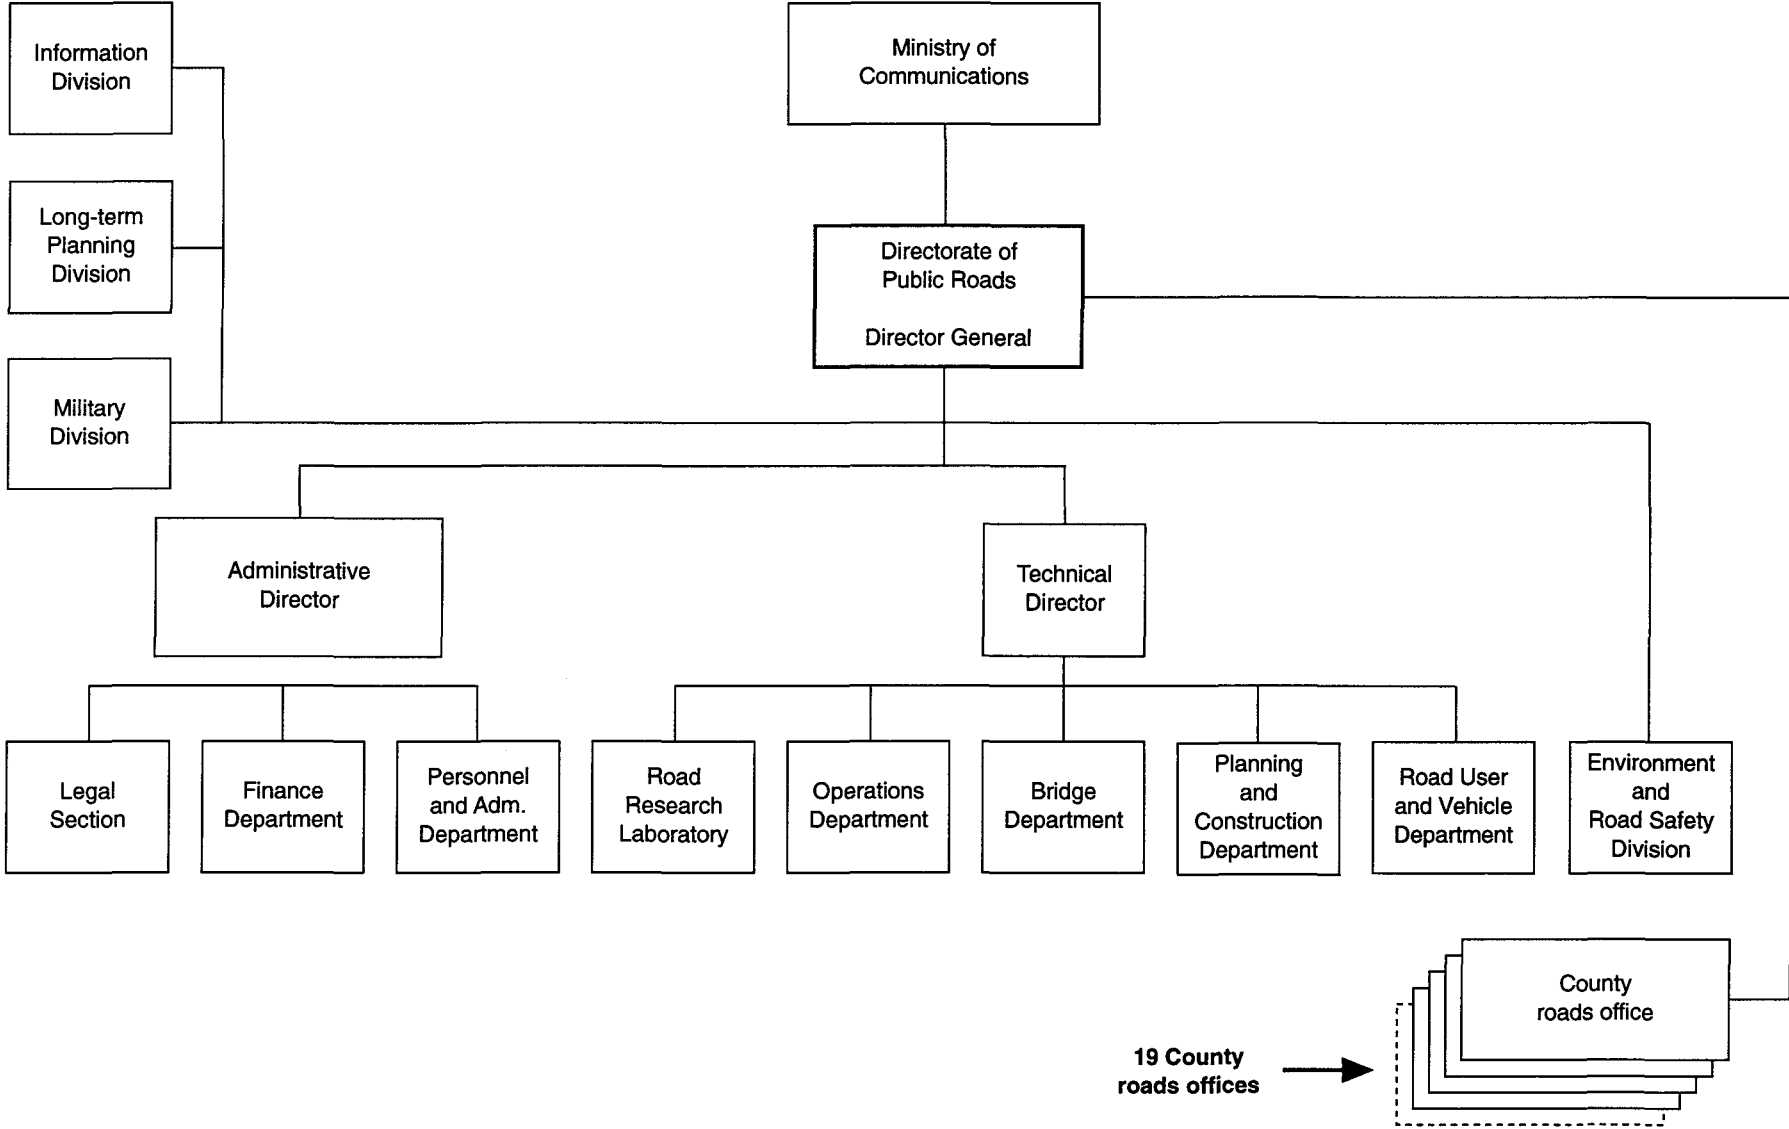 Information
Division
Ministry of
Communications
Long-term
Planning
Division
Directorate of
Public Roads
Director General
Military
Division
Administrative
Director
Technical
Director
Legal
Section
Finance
Department
Personnel
and Adm.
Department
Road
Research
Laboratory
Operations
Department
Bridge
Department
Planning
and
Construction
Department
Road User
and Vehicle
Department
Environment
and
Road Safety
Division
County
roads office
19 County
roads offices